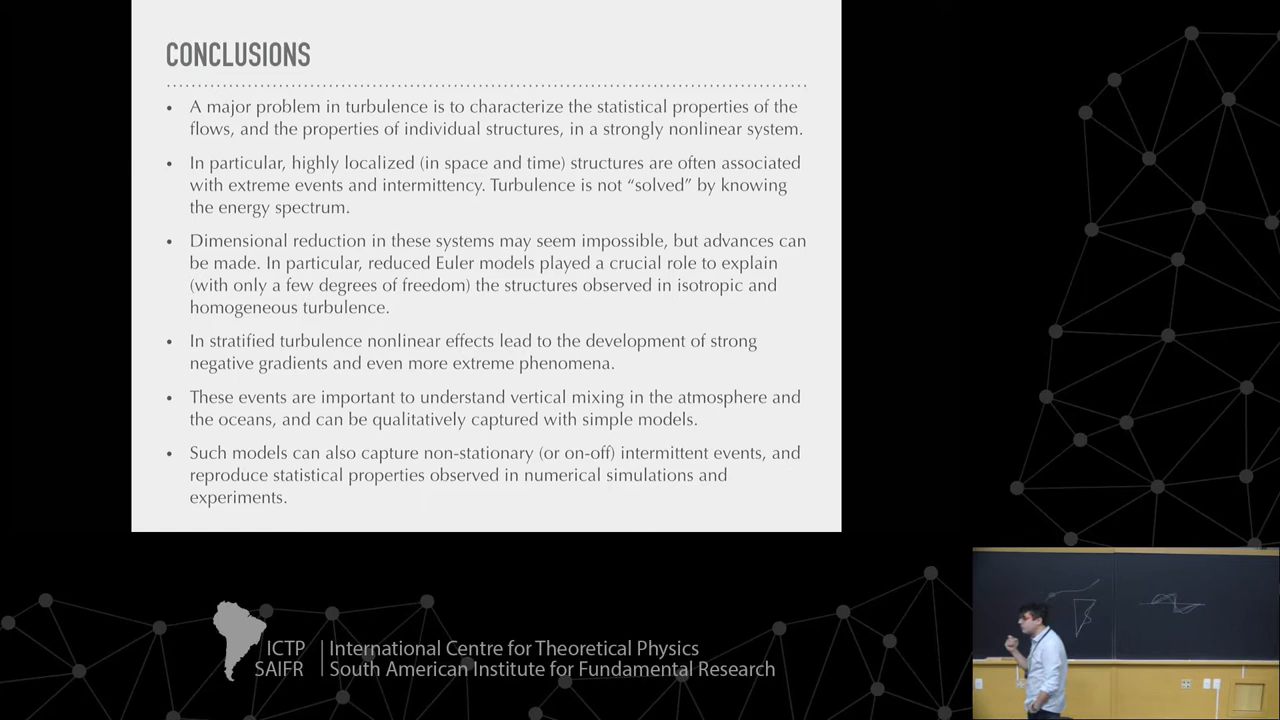 CONCLUSIONS
• A major problem in turbulence is to characterize the statistical properties of the
flows, and the properties of individual structures, in a strongly nonlinear system.
• In particular, highly localized (in space and time) structures are often associated
with extreme events and intermittency. Turbulence is not “solved” by knowing
the energy spectrum.
• Dimensional reduction in these systems may seem impossible, but advances can
be made. In particular, reduced Euler models played a crucial role to explain
(with only a few degrees of freedom) the structures observed in isotropic and
homogeneous turbulence.
• In stratified turbulence nonlinear effects lead to the development of strong
negative gradients and even more extreme phenomena.
• These events are important to understand vertical mixing in the atmosphere and
the oceans, and can be qualitatively captured with simple models.
• Such models can also capture non-stationary (or on-off) intermittent events, and
reproduce statistical properties observed in numerical simulations and
experiments.
ICTP | International Centre for Theoretical Physics
SAIFR | South American Institute for Fundamental Research